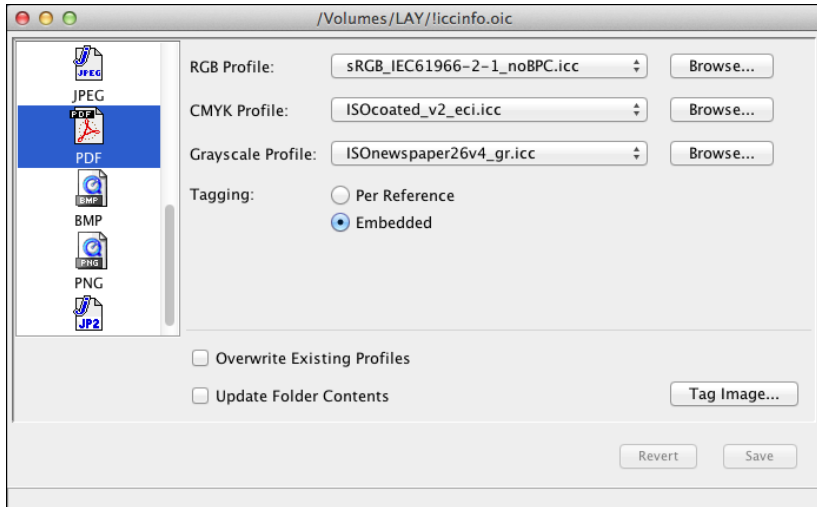 /Volumes/LAY/!iccinfo.oic
JPEG
JPEG
PDF
PDF
BMP
BMP
PNG
PNG
JP2
RGB Profile: sRGB_IEC61966-2-1_noBPC.icc Browse...
CMYK Profile: ISOcoated_v2_eci.icc Browse...
Grayscale Profile: ISOnewspaper26v4_gr.icc Browse...
Tagging: Per Reference
Embedded
Overwrite Existing Profiles
Update Folder Contents Tag Image...
Revert Save